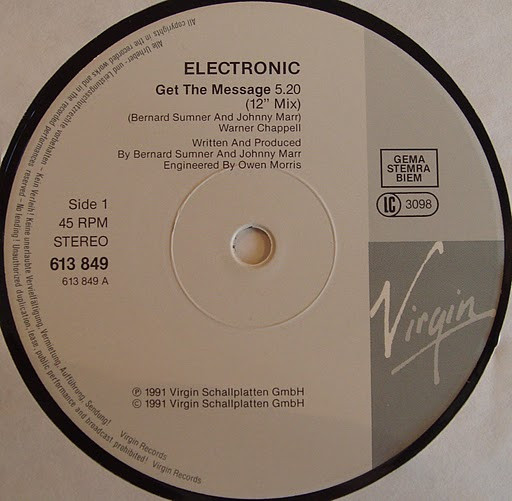 ELECTRONIC
Get The Message 5.20
(12" Mix)
(Bernard Sumner And Johnny Marr)
Warner Chappell
Written And Produced
By Bernard Sumner And Johnny Marr
Engineered By Owen Morris
Side 1
45 RPM
STEREO
613 849
613 849 A
GEMA
STEMRA
BIEM
LC 3098
Virgin
℗ 1991 Virgin Schallplatten GmbH
© 1991 Virgin Schallplatten GmbH
Alle Urheber- und Leistungsschutzrechte vorbehalten – Kein Verleih! Keine unerlaubte Vervielfältigung, Vermietung, Aufführung, Sendung! Virgin Records
All copyrights in the recorded works and in the recorded performances reserved – No lending! Unauthorized duplication, lease, public performance and broadcast prohibited! Virgin Records